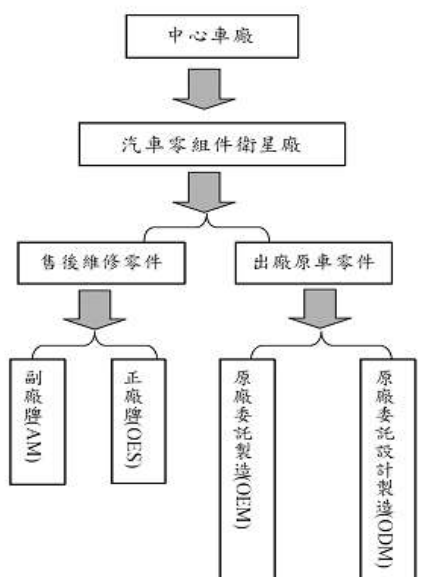 中心車廠
汽車零組件衛星廠
售後維修零件
出廠原車零件
副廠牌(AM)
正廠牌(OES)
原廠委託製造(OEM)
原廠委託設計製造(ODM)